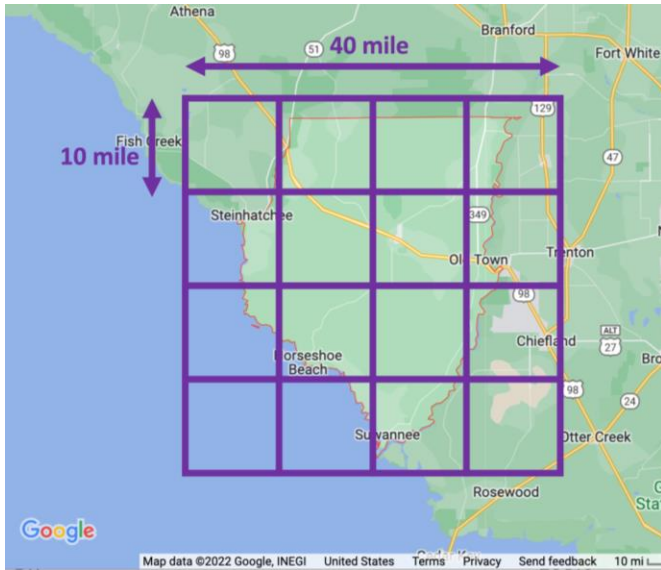 Athena
Branford
98
51
40 mile
Fort White
129
Fish Creek
10 mile
47
Steinhatchee
349
Old Town
Trenton
98
ALT
27
Chiefland
Horseshoe
Beach
98
24
Suwannee
Otter Creek
Rosewood
Google
Map data ©2022 Google, INEGI United States Terms Privacy Send feedback 10 mi